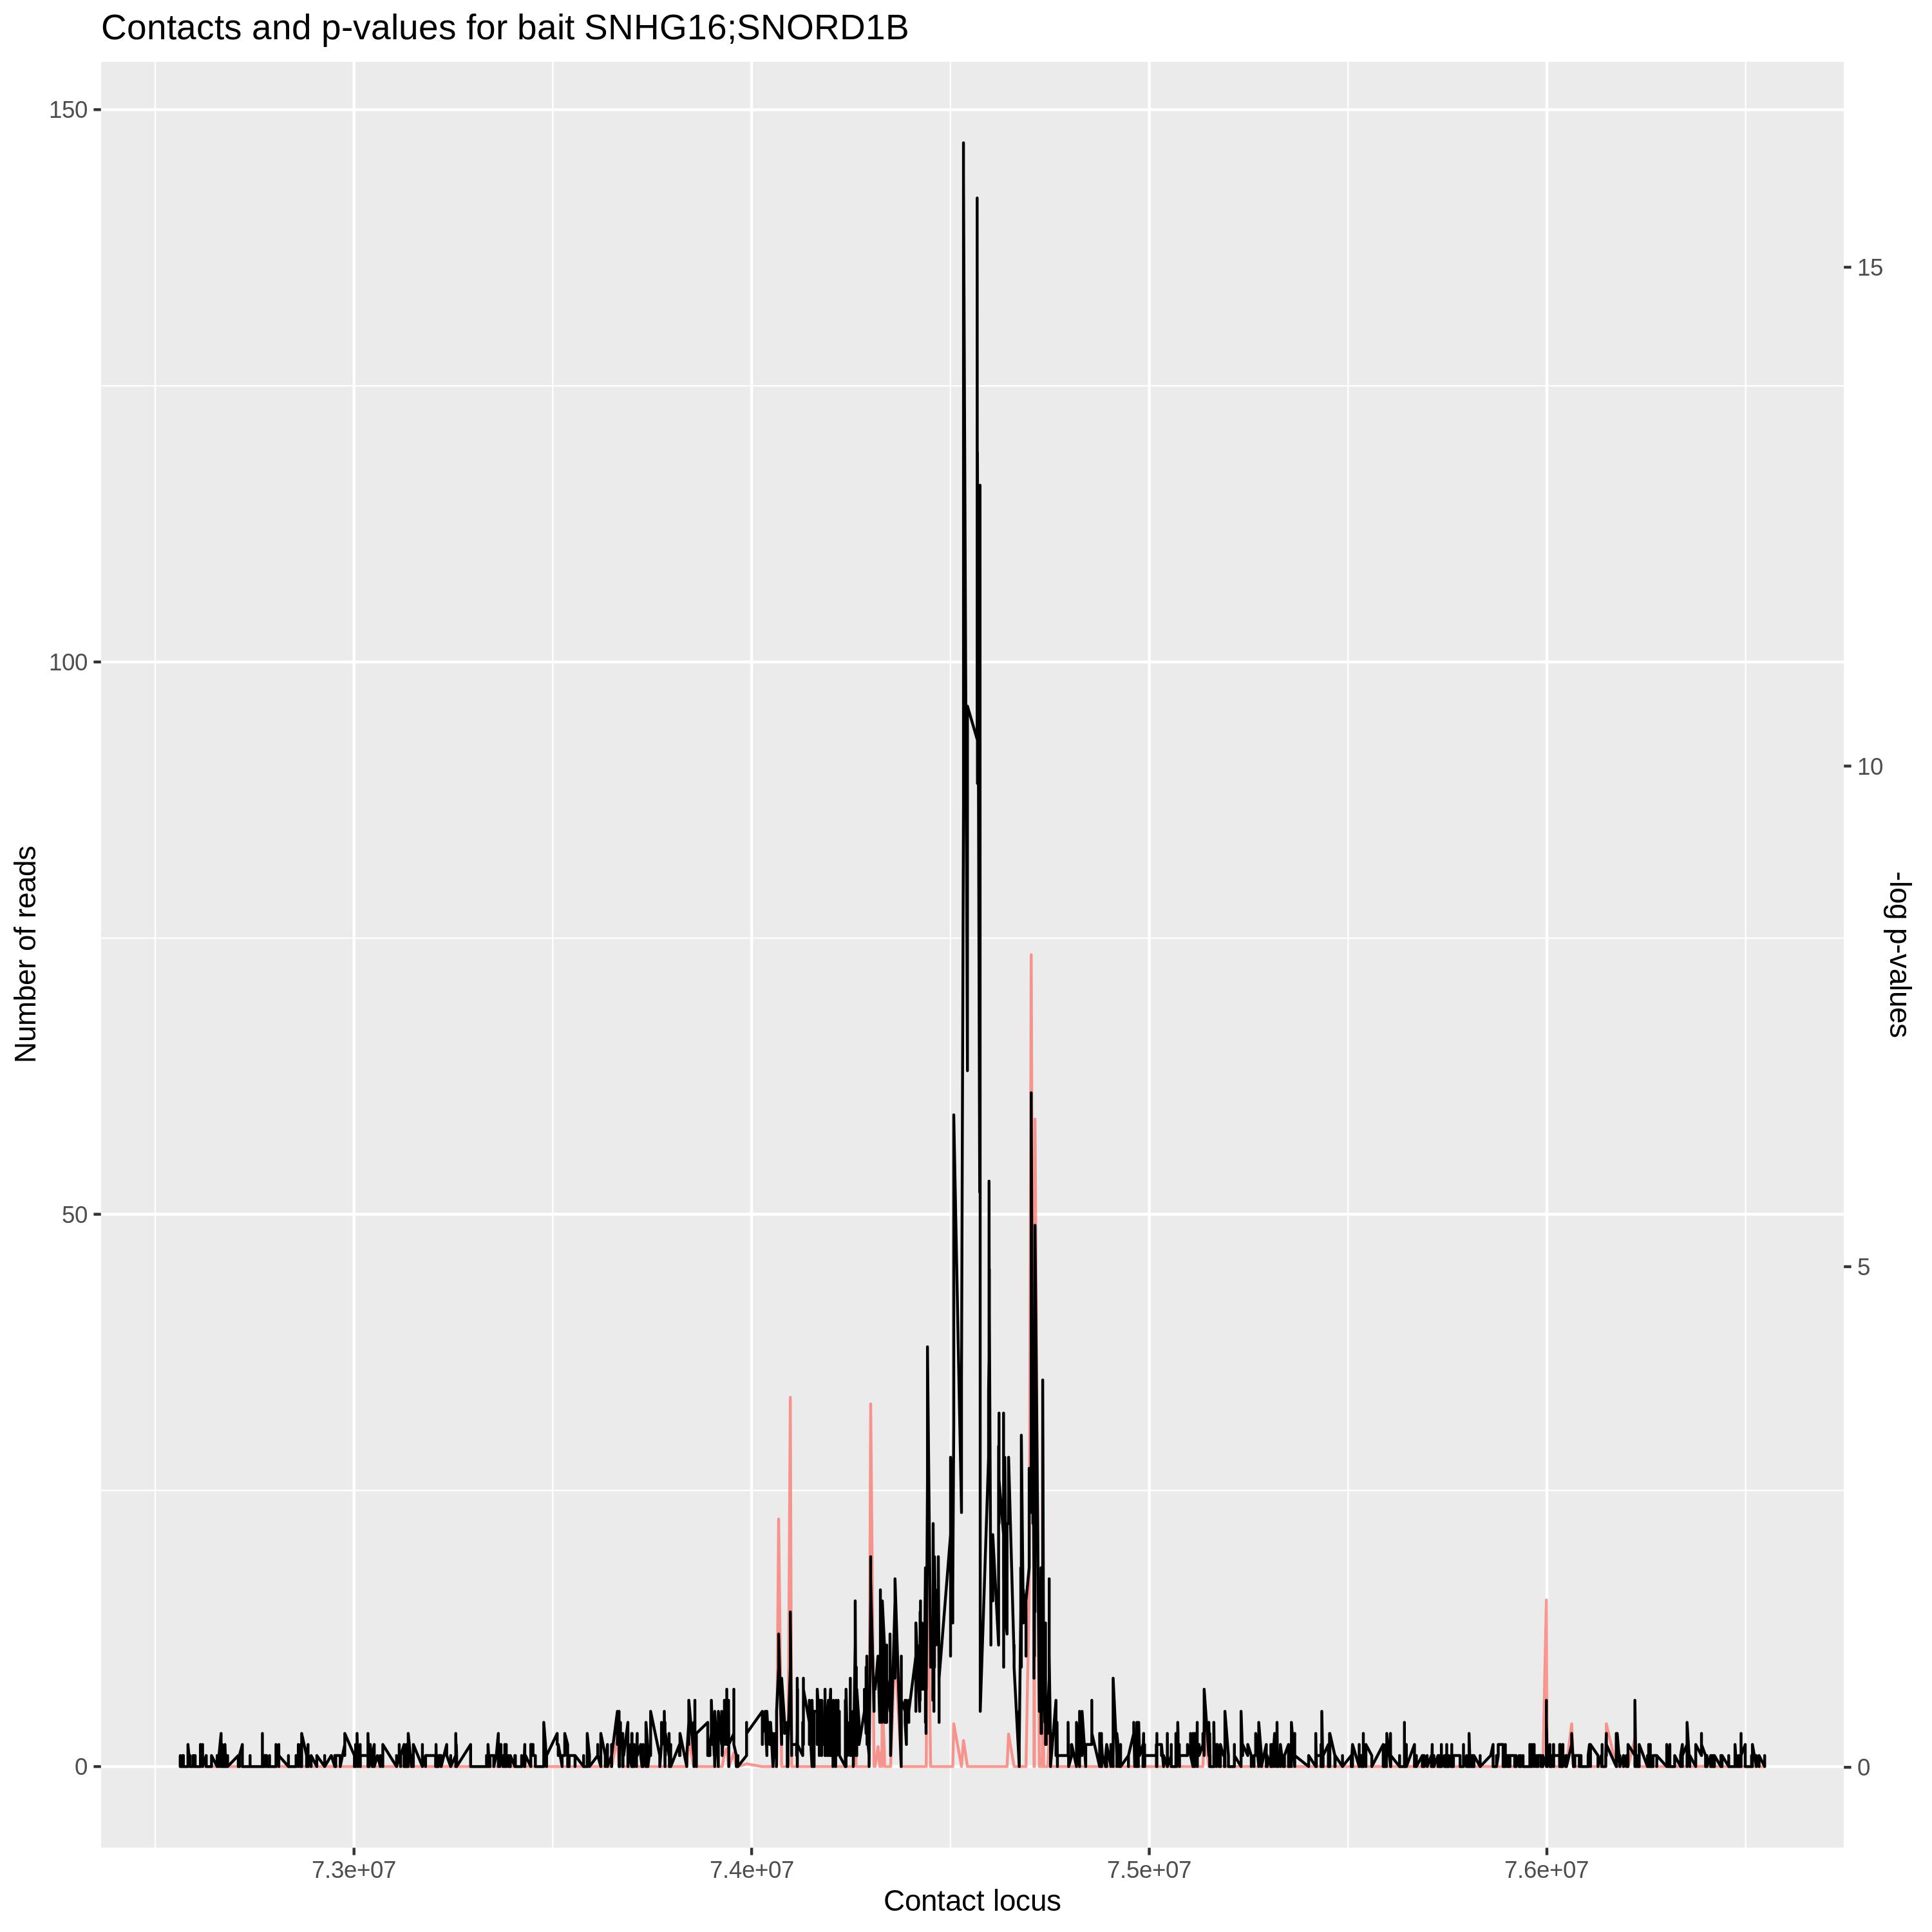 Contacts and p-values for bait SNHG16;SNORD1B
150
100
50
0
Number of reads
15
10
5
0
-log p-values
7.3e+07
7.4e+07
7.5e+07
7.6e+07
Contact locus